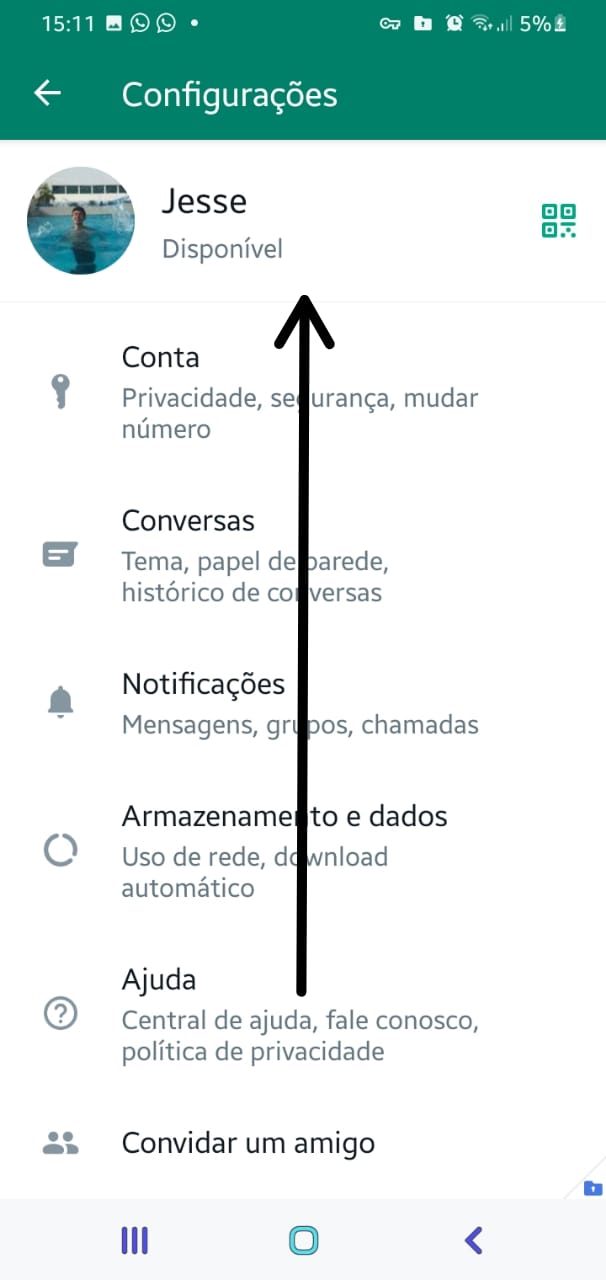 15:11
5%
Configurações
Jesse
Disponível
Conta
Privacidade, segurança, mudar
número
Conversas
Tema, papel de parede,
histórico de conversas
Notificações
Mensagens, grupos, chamadas
Armazenamento e dados
Uso de rede, download
automático
Ajuda
Central de ajuda, fale conosco,
política de privacidade
Convidar um amigo